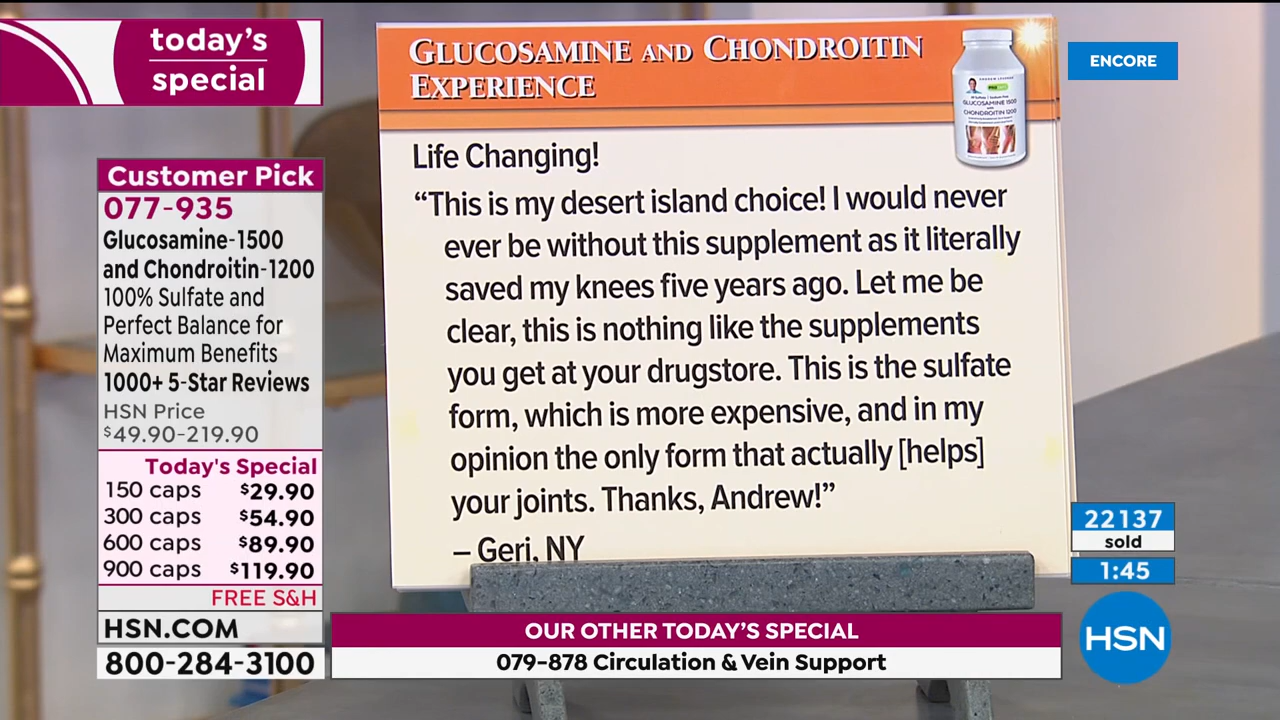 today's
special
ENCORE
GLUCOSAMINE AND CHONDROITIN
EXPERIENCE
ANDREW LESSMAN
GLUCOSAMINE 1500
CHONDROITIN 1200
Life Changing!
“This is my desert island choice! I would never
ever be without this supplement as it literally
saved my knees five years ago. Let me be
clear, this is nothing like the supplements
you get at your drugstore. This is the sulfate
form, which is more expensive, and in my
opinion the only form that actually [helps]
your joints. Thanks, Andrew!”
– Geri, NY
Customer Pick
077-935
Glucosamine-1500
and Chondroitin-1200
100% Sulfate and
Perfect Balance for
Maximum Benefits
1000+ 5-Star Reviews
HSN Price
$49.90-219.90
Today's Special
150 caps $29.90
300 caps $54.90
600 caps $89.90
900 caps $119.90
FREE S&H
HSN.COM
800-284-3100
22137
sold
1:45
HSN
OUR OTHER TODAY'S SPECIAL
079-878 Circulation & Vein Support